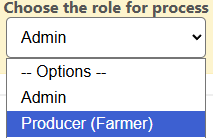 Choose the role for process
Admin
-- Options --
Admin
Producer (Farmer)